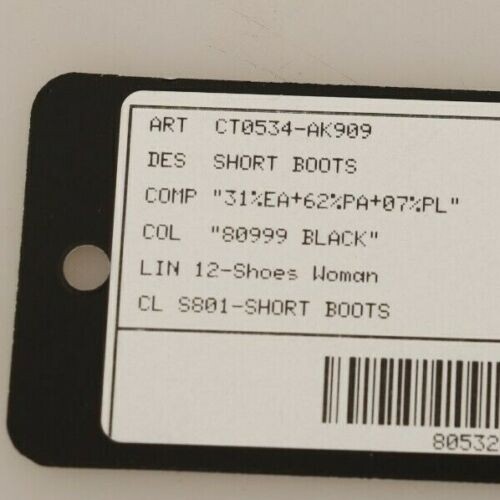 ART CT0534-AK909
DES SHORT BOOTS
COMP "31%EA+62%PA+07%PL"
COL "80999 BLACK"
LIN 12-Shoes Woman
CL S801-SHORT BOOTS
80532